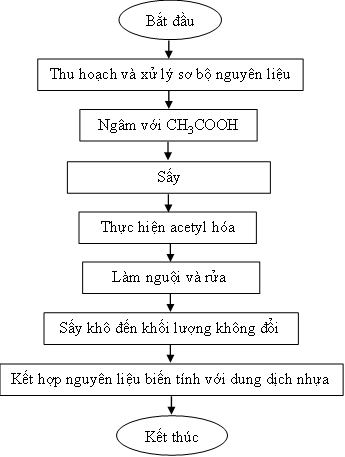 Bắt đầu
Thu hoạch và xử lý sơ bộ nguyên liệu
Ngâm với CH₃COOH
Sấy
Thực hiện acetyl hóa
Làm nguội và rửa
Sấy khô đến khối lượng không đổi
Kết hợp nguyên liệu biến tính với dung dịch nhựa
Kết thúc